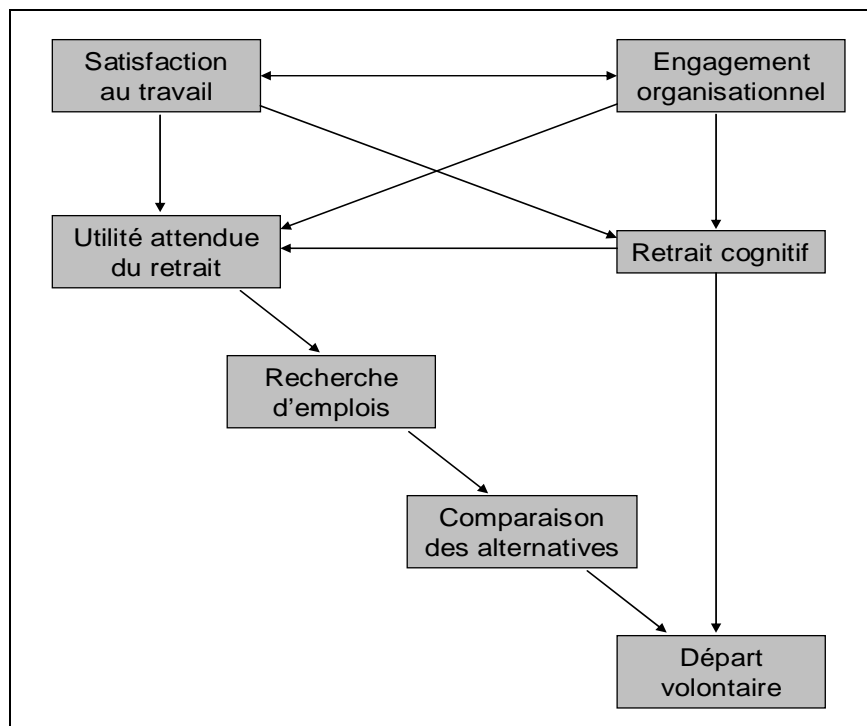 Satisfaction
au travail
Engagement
organisationnel
Utilité attendue
du retrait
Retrait cognitif
Recherche
d'emplois
Comparaison
des alternatives
Départ
volontaire